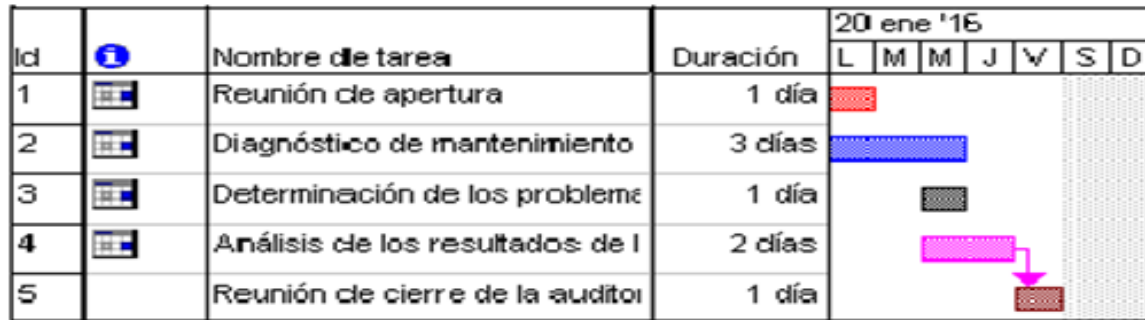 20 ene '16
Id Nombre de tarea Duración L M M J V S D
1 Reunión de apertura 1 día
2 Diagnóstico de mantenimiento 3 días
3 Determinación de los problema 1 día
4 Análisis de los resultados de l 2 días
5 Reunión de cierre de la auditor 1 día